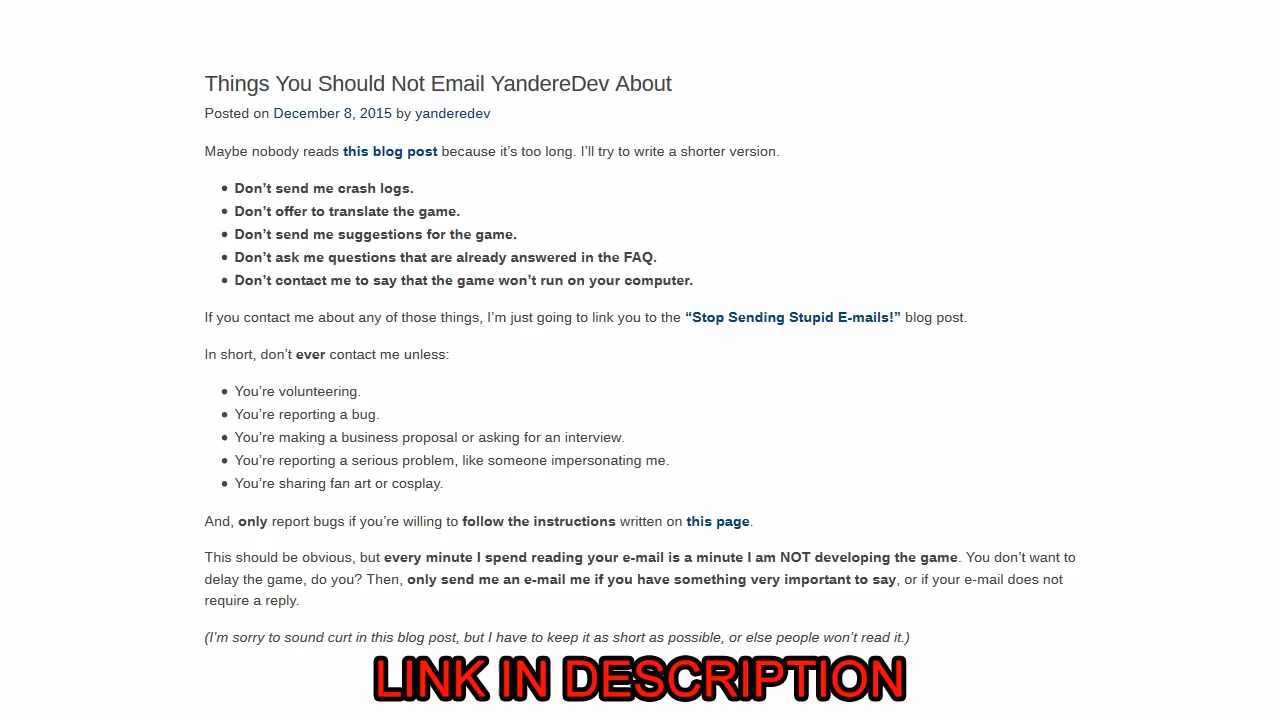 Things You Should Not Email YandereDev About
Posted on December 8, 2015 by yanderedev
Maybe nobody reads this blog post because it’s too long. I’ll try to write a shorter version.
• Don’t send me crash logs.
• Don’t offer to translate the game.
• Don’t send me suggestions for the game.
• Don’t ask me questions that are already answered in the FAQ.
• Don’t contact me to say that the game won’t run on your computer.
If you contact me about any of those things, I’m just going to link you to the “Stop Sending Stupid E-mails!” blog post.
In short, don’t ever contact me unless:
• You’re volunteering.
• You’re reporting a bug.
• You’re making a business proposal or asking for an interview.
• You’re reporting a serious problem, like someone impersonating me.
• You’re sharing fan art or cosplay.
And, only report bugs if you’re willing to follow the instructions written on this page.
This should be obvious, but every minute I spend reading your e-mail is a minute I am NOT developing the game. You don’t want to
delay the game, do you? Then, only send me an e-mail me if you have something very important to say, or if your e-mail does not
require a reply.
(I’m sorry to sound curt in this blog post, but I have to keep it as short as possible, or else people won’t read it.)
LINK IN DESCRIPTION